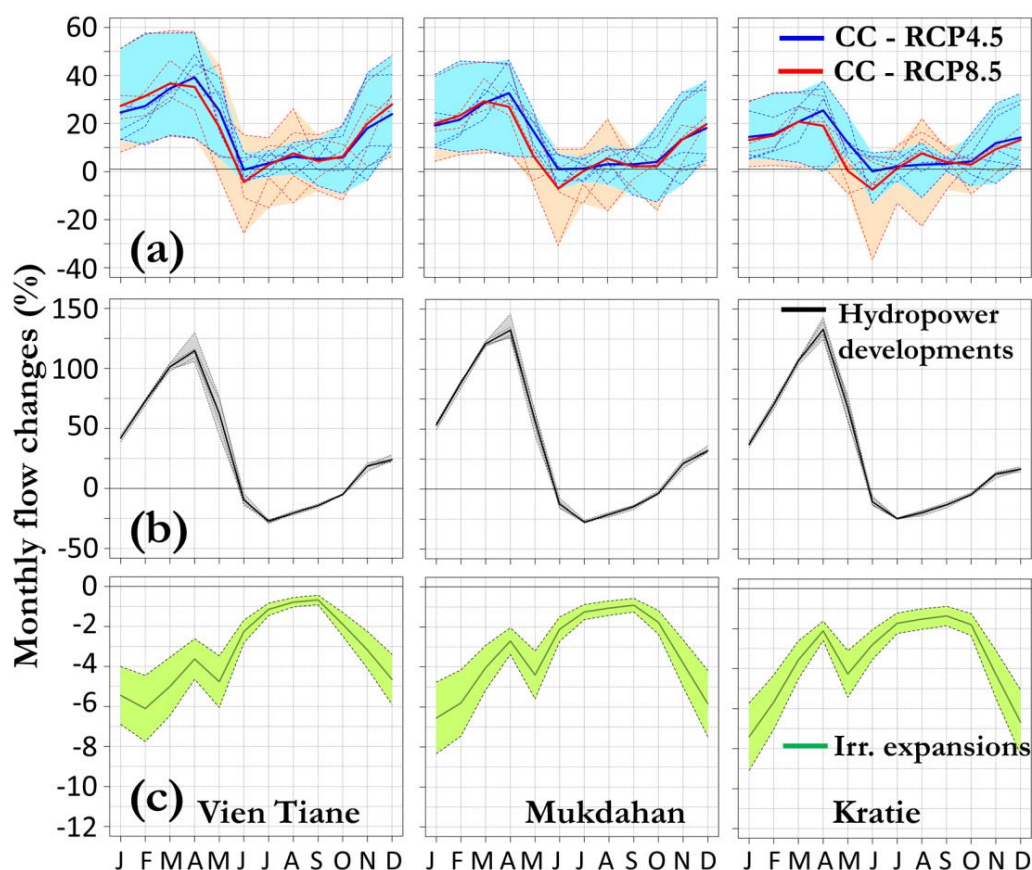 Monthly flow changes (%)
60
40
20
0
-20
-40
(a)
CC - RCP4.5
CC - RCP8.5
150
100
50
0
-50
(b)
Hydropower
developments
0
-2
-4
-6
-8
-10
-12
(c)
Irr. expansions
Vien Tiane
Mukdahan
Kratie
J F M A M J J A S O N D
J F M A M J J A S O N D
J F M A M J J A S O N D